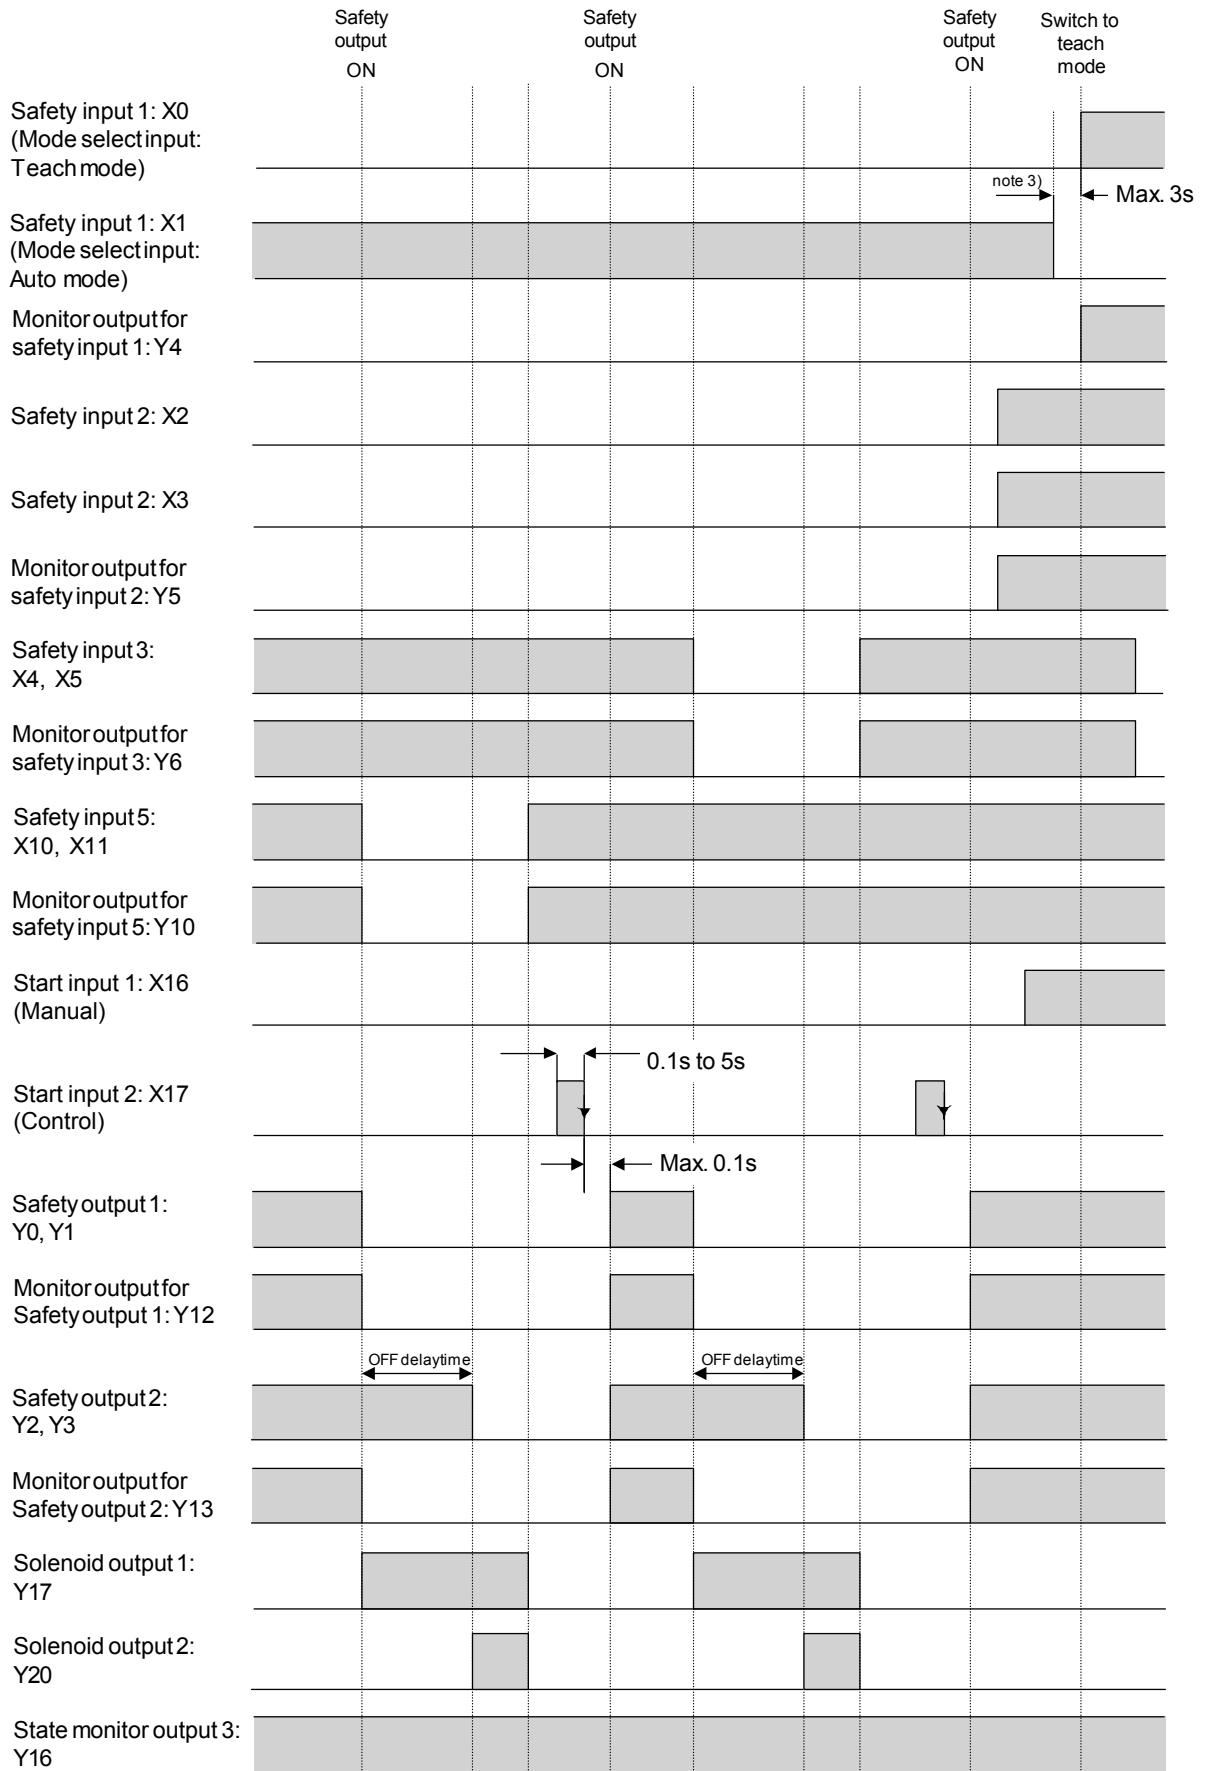 Safety
output
ON
Safety
output
ON
Safety
output
ON
Switch to
teach
mode
Safety input 1: X0
(Mode select input:
Teach mode)
note 3)
Max. 3s
Safety input 1: X1
(Mode select input:
Auto mode)
Monitor output for
safety input 1: Y4
Safety input 2: X2
Safety input 2: X3
Monitor output for
safety input 2: Y5
Safety input 3:
X4, X5
Monitor output for
safety input 3: Y6
Safety input 5:
X10, X11
Monitor output for
safety input 5: Y10
Start input 1: X16
(Manual)
0.1s to 5s
Start input 2: X17
(Control)
Max. 0.1s
Safety output 1:
Y0, Y1
Monitor output for
Safety output 1: Y12
OFF delay time
OFF delay time
Safety output 2:
Y2, Y3
Monitor output for
Safety output 2: Y13
Solenoid output 1:
Y17
Solenoid output 2:
Y20
State monitor output 3:
Y16